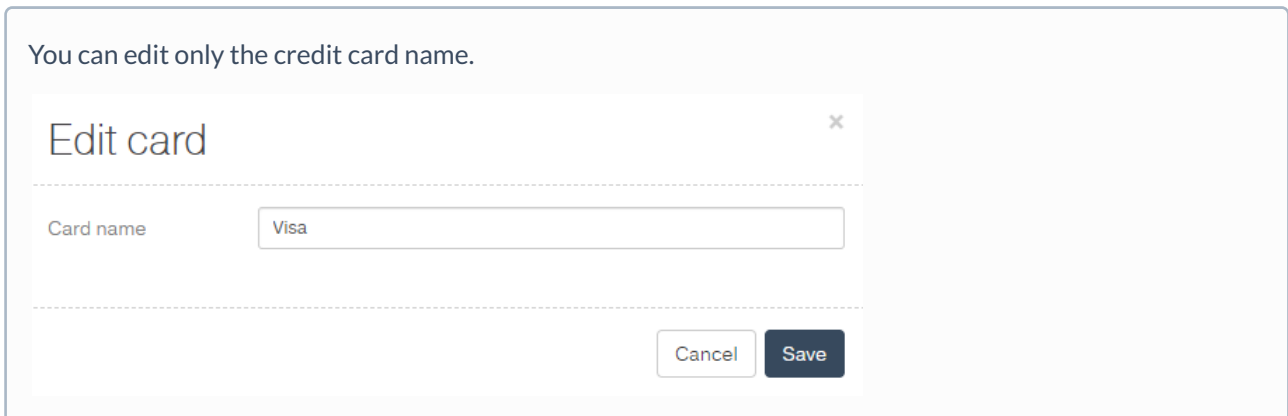 You can edit only the credit card name.
Edit card
×
Card name
Visa
Cancel
Save